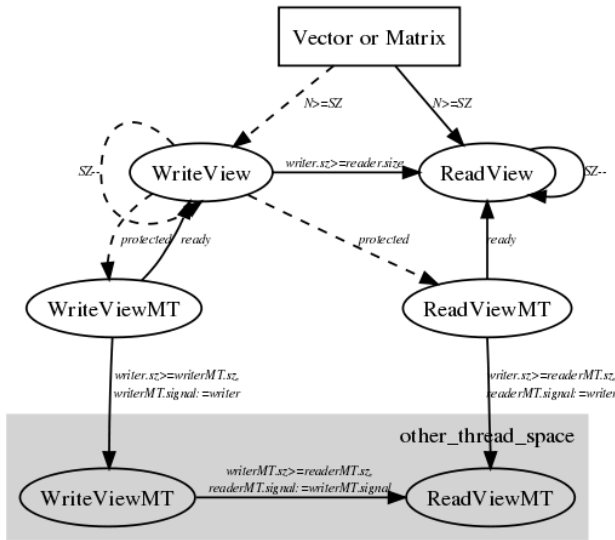 Vector or Matrix
N>=SZ
N>=SZ
SZ--
WriteView
writer.sz>=reader.size
ReadView
SZ--
protected
ready
protected
ready
WriteViewMT
ReadViewMT
writer.sz>=writerMT.sz,
writerMT.signal:=writer
writer.sz>=readerMT.sz,
readerMT.signal:=writer
other_thread_space
writerMT.sz>=readerMT.sz,
readerMT.signal:=writerMT.signal
WriteViewMT
ReadViewMT